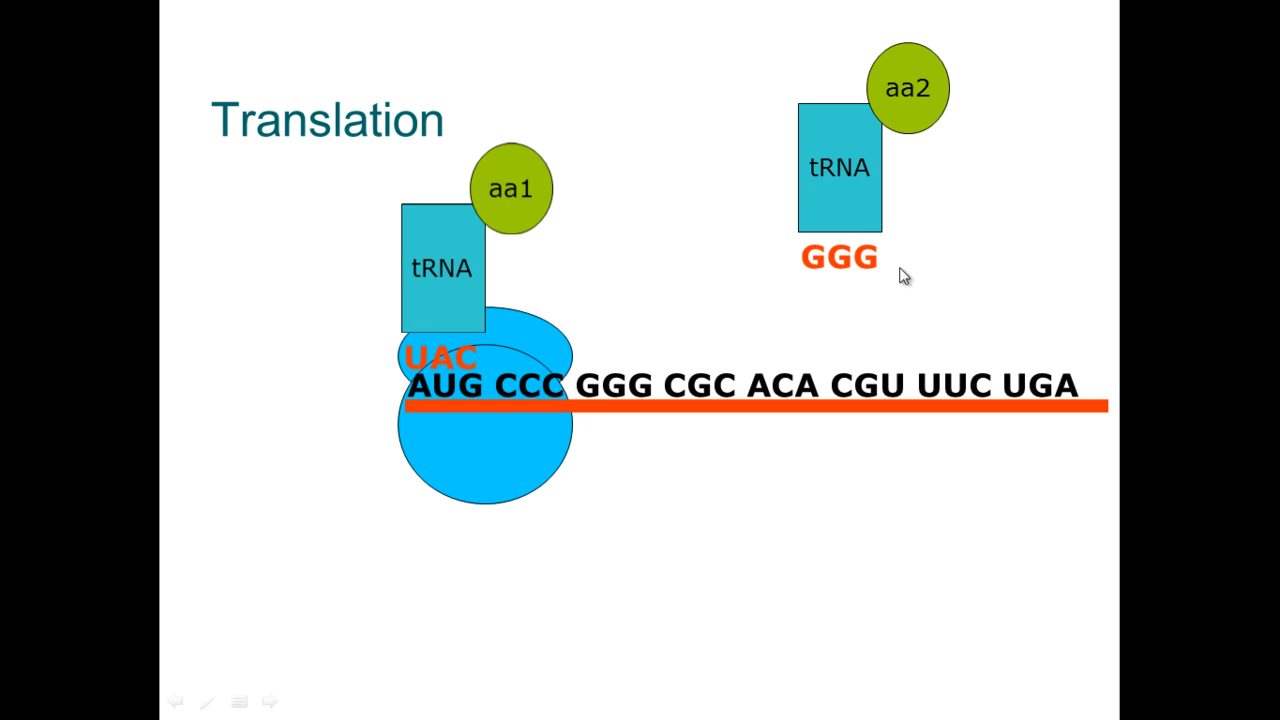 Translation
aa1
tRNA
aa2
tRNA
GGG
UAC
AUG CCC GGG CGC ACA CGU UUC UGA